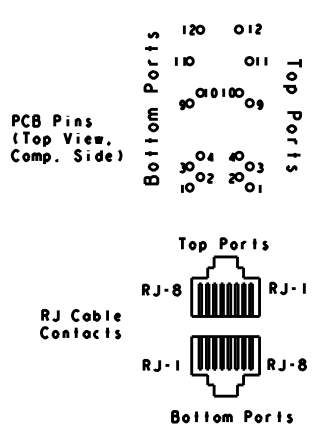 12 12
Bottom Ports
Top Ports
11 11
10 10
9 9
PCB Pins
(Top View,
Comp. Side)
4 4
3 3
2 2
1 1
Top Ports
RJ-8 RJ-1
RJ Cable
Contacts
RJ-1 RJ-8
Bottom Ports